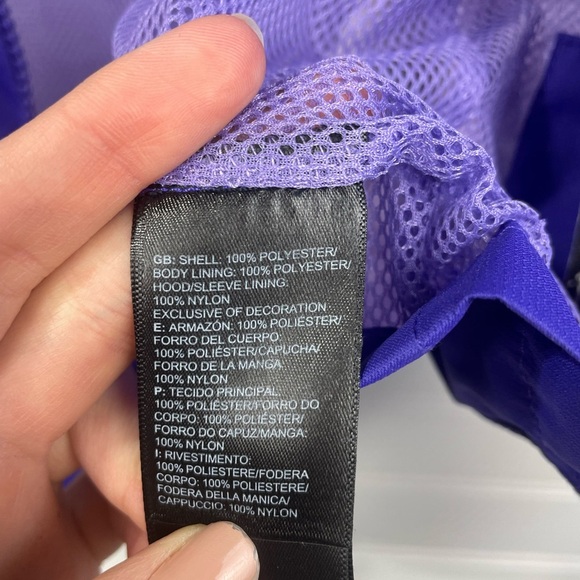 GB: SHELL: 100% POLYESTER/
BODY LINING: 100% POLYESTER/
HOOD/SLEEVE LINING:
100% NYLON
EXCLUSIVE OF DECORATION
E: ARMAZÓN: 100% POLIÉSTER/
FORRO DEL CUERPO
100% POLIÉSTER/CAPUCHA/
FORRO DE LA MANGA
100% NYLON
P: TECIDO PRINCIPAL:
100% POLIÉSTER/FORRO DO
CORPO: 100% POLIÉSTER/
FORRO DO CAPUZ/MANGA:
100% NYLON
I: RIVESTIMENTO:
100% POLIESTERE/FODERA
CORPO: 100% POLIESTERE/
FODERA DELLA MANICA/
CAPPUCCIO: 100% NYLON